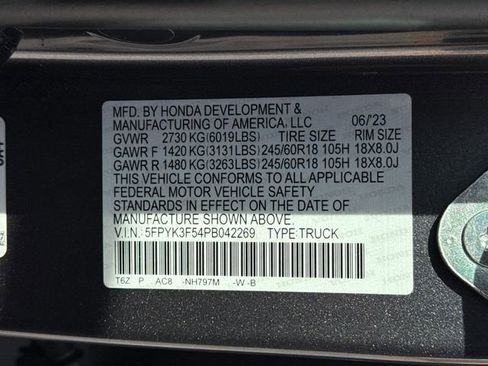 MFD. BY HONDA DEVELOPMENT &
MANUFACTURING OF AMERICA, LLC 06/23
GVWR 2730 KG(6019LBS) TIRE SIZE RIM SIZE
GAWR F 1420 KG(3131LBS) 245/60R18 105H 18X8.0J
GAWR R 1480 KG(3263LBS) 245/60R18 105H 18X8.0J
THIS VEHICLE CONFORMS TO ALL APPLICABLE
FEDERAL MOTOR VEHICLE SAFETY
STANDARDS IN EFFECT ON THE DATE OF
MANUFACTURE SHOWN ABOVE.
V.I.N: 5FPYK3F54PB042269 TYPE:TRUCK
T6Z P AC8 -NH797M -W-B